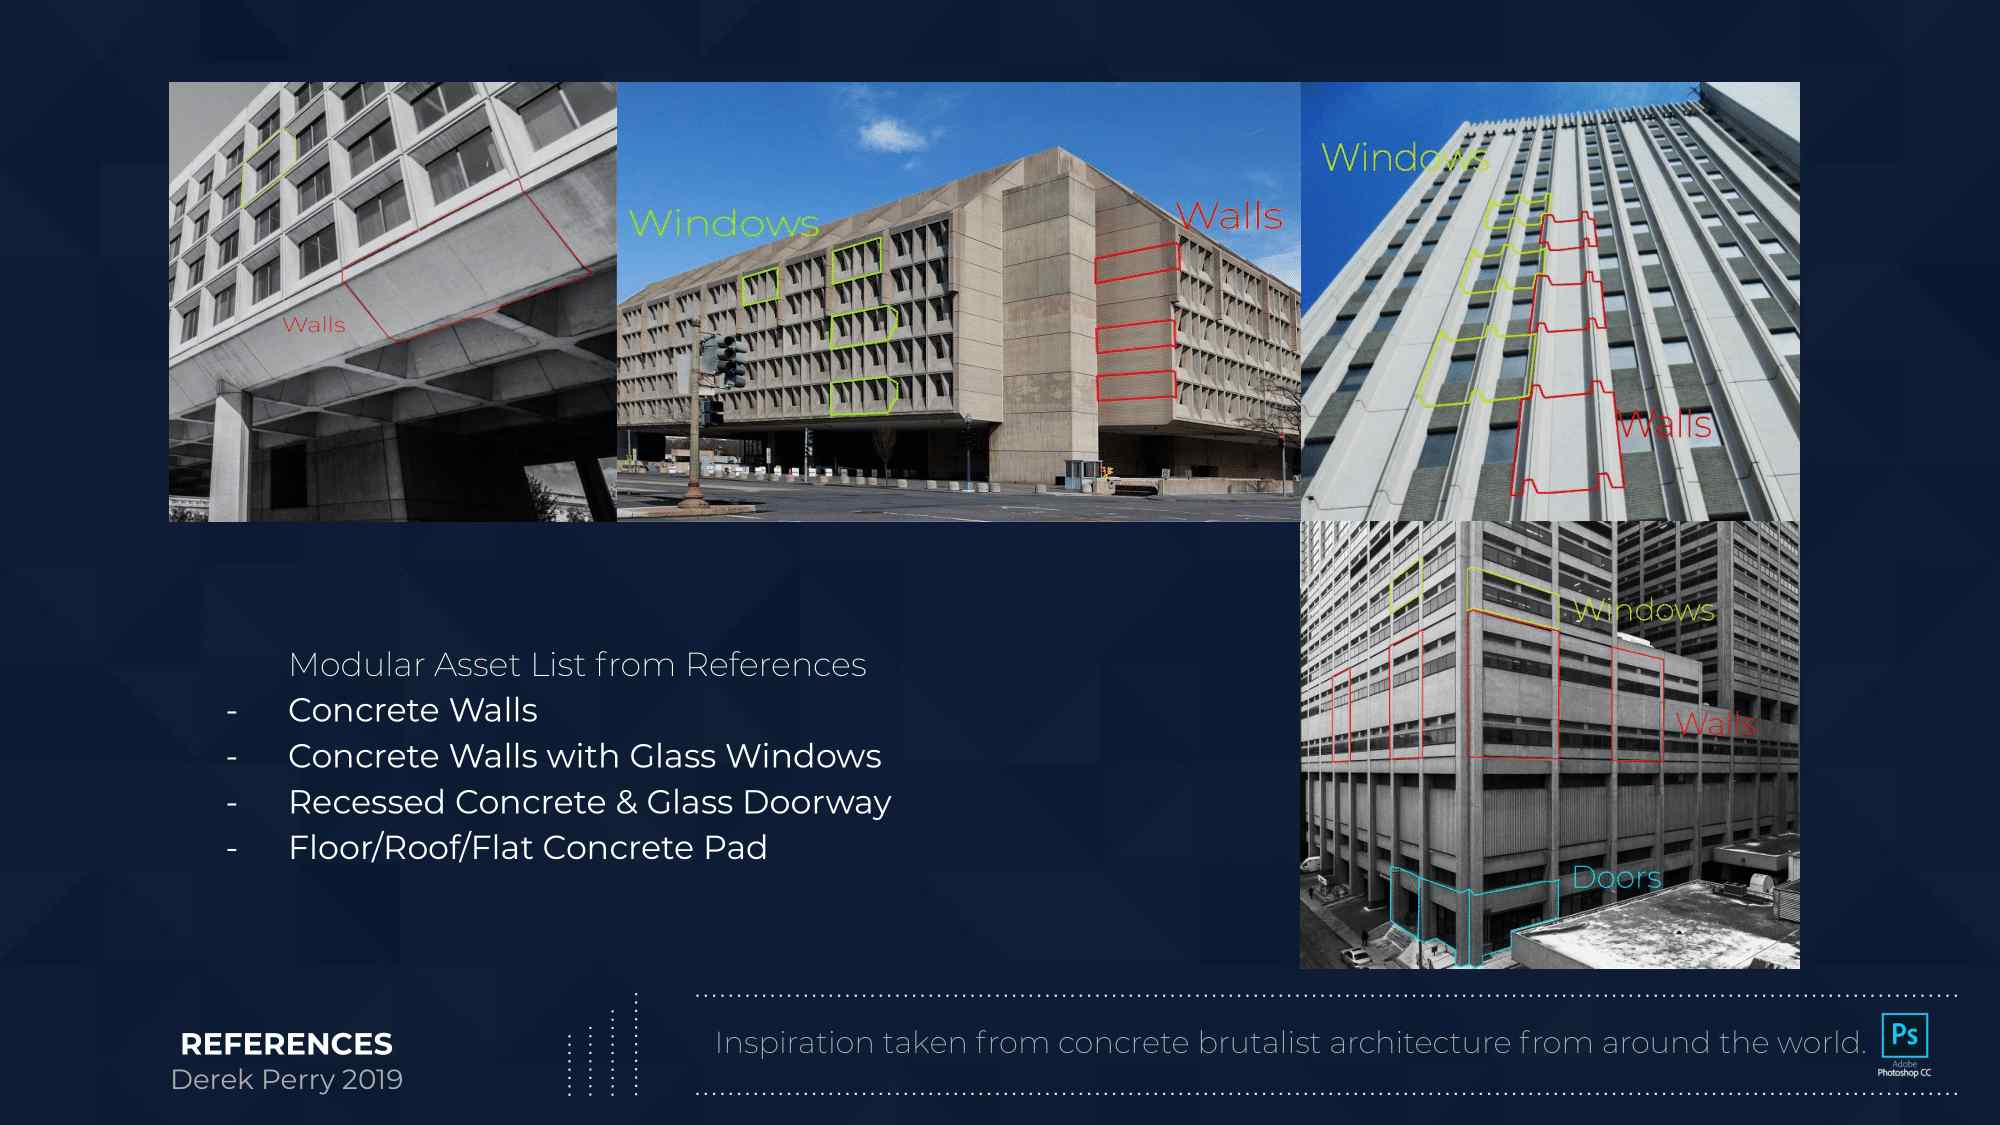 Walls
Windows
Walls
Windows
Walls
Windows
Walls
Doors
Modular Asset List from References
- Concrete Walls
- Concrete Walls with Glass Windows
- Recessed Concrete & Glass Doorway
- Floor/Roof/Flat Concrete Pad
REFERENCES
Derek Perry 2019
Inspiration taken from concrete brutalist architecture from around the world.
Ps
Adobe
Photoshop CC